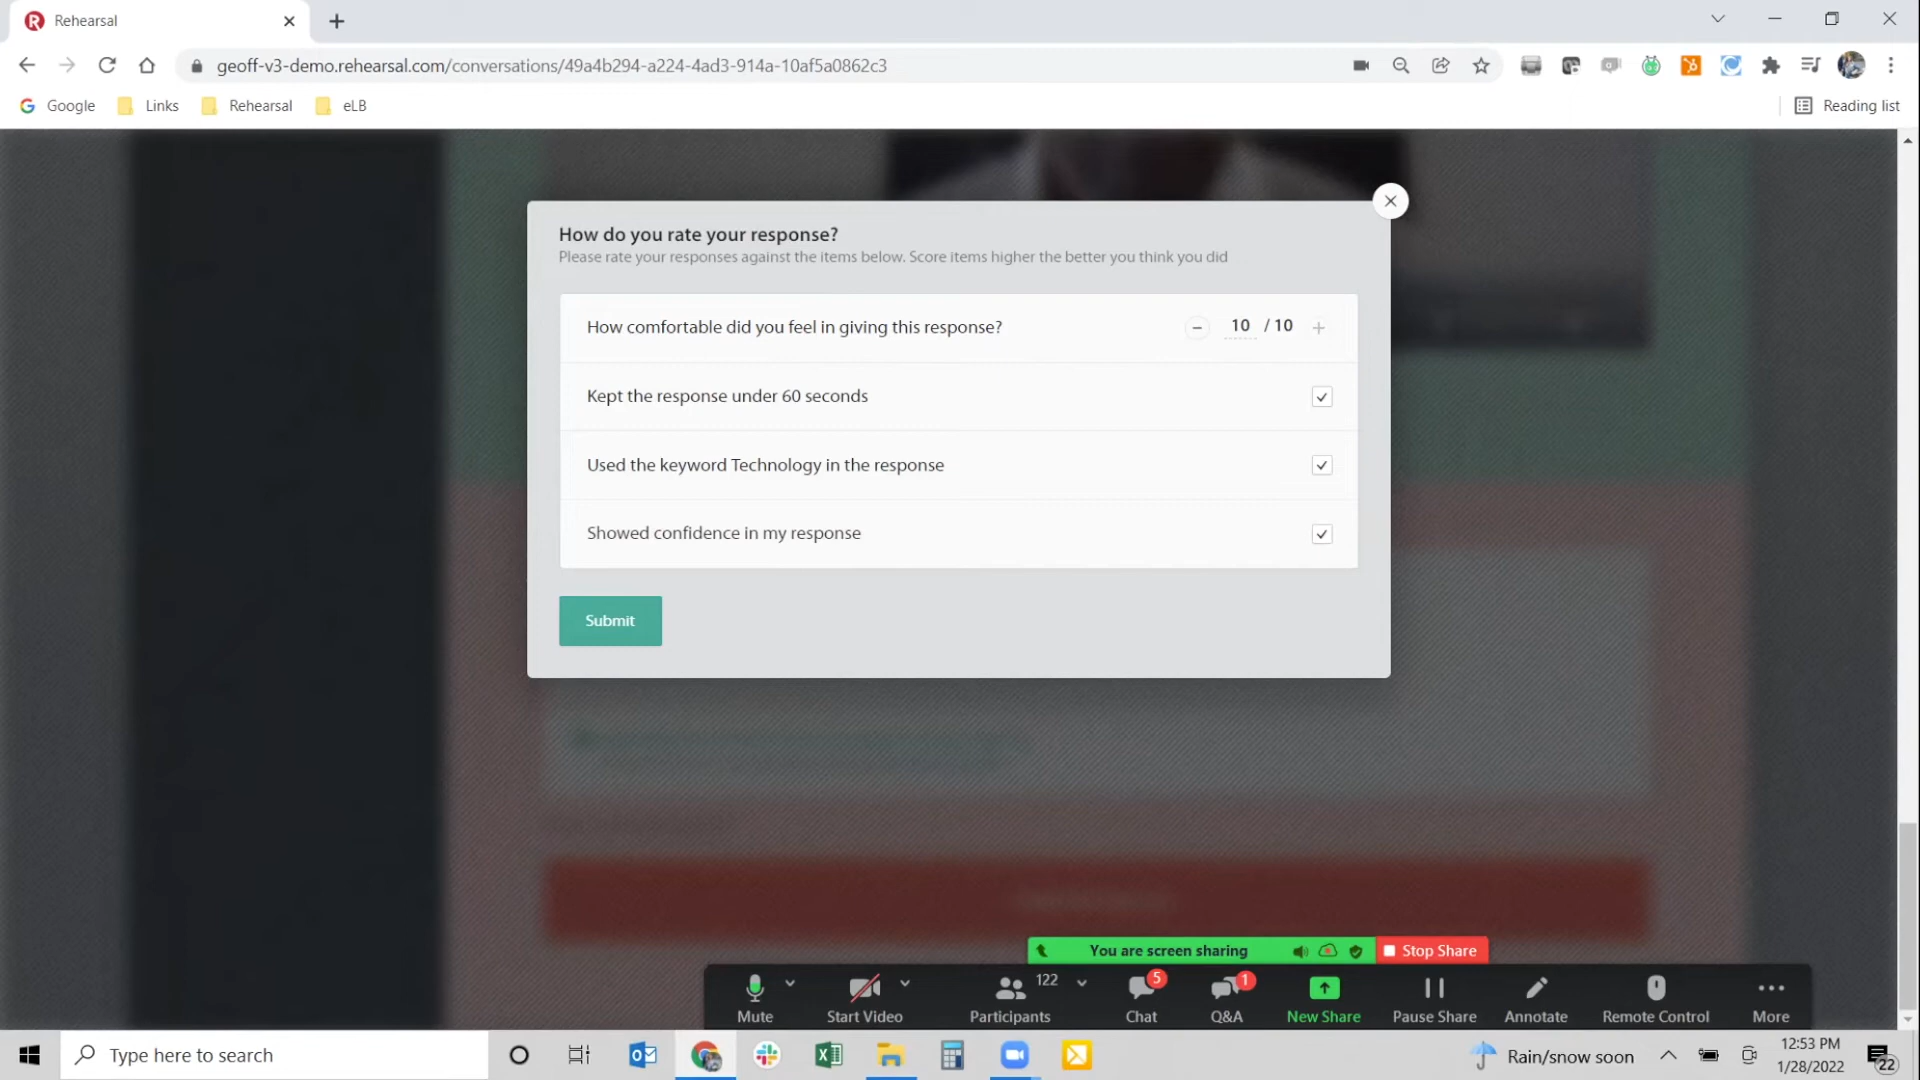 Rehearsal
geoff-v3-demo.rehearsal.com/conversations/49a4b294-a224-4ad3-914a-10af5a0862c3
Google Links Rehearsal eLB
Reading list
How do you rate your response?
Please rate your responses against the items below. Score items higher the better you think you did
How comfortable did you feel in giving this response? 10 / 10
Kept the response under 60 seconds
Used the keyword Technology in the response
Showed confidence in my response
Submit
You are screen sharing Stop Share
122 5 1
Mute Start Video Participants Chat Q&A New Share Pause Share Annotate Remote Control More
Type here to search
Rain/snow soon
12:53 PM
1/28/2022
22